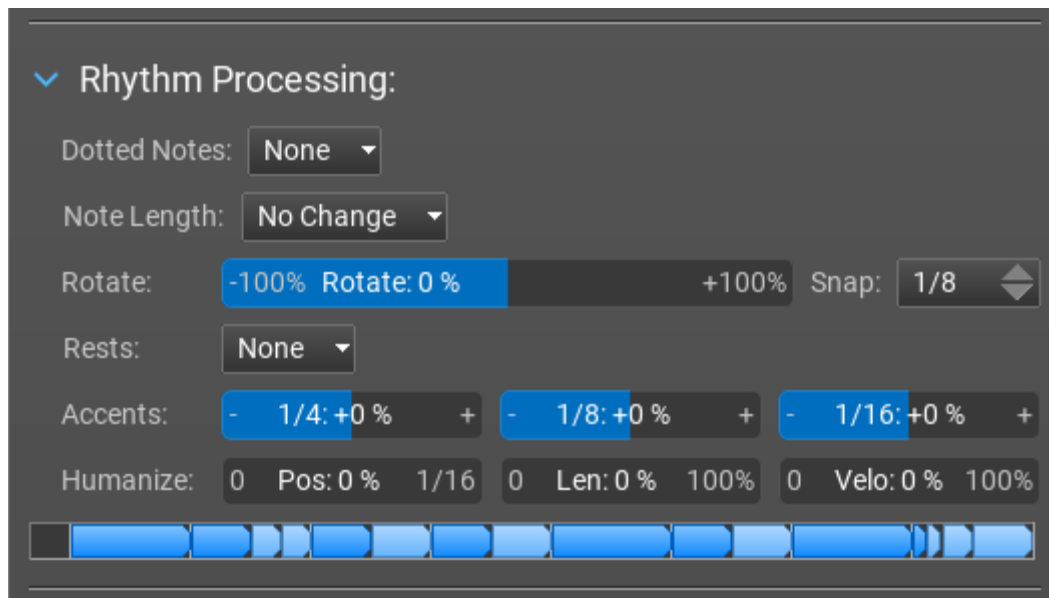 Rhythm Processing:
Dotted Notes: None
Note Length: No Change
Rotate: -100% Rotate: 0 % +100% Snap: 1/8
Rests: None
Accents: - 1/4: +0 % + - 1/8: +0 % + - 1/16: +0 % +
Humanize: 0 Pos: 0 % 1/16 0 Len: 0 % 100% 0 Velo: 0 % 100%